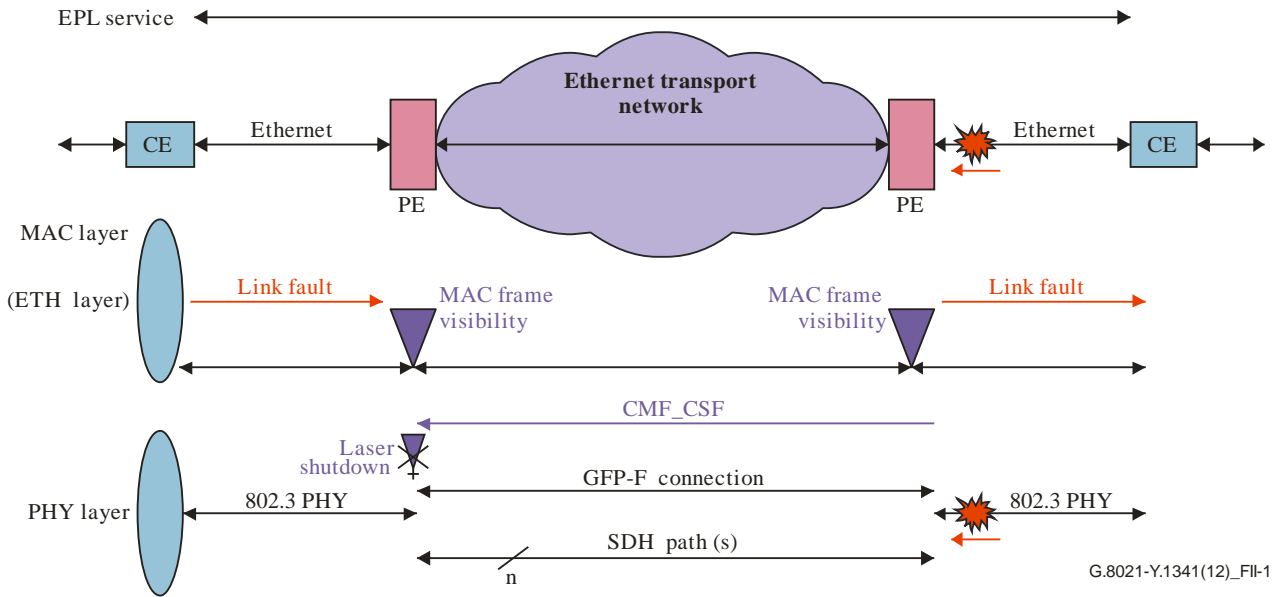 EPL service
Ethernet transport
network
CE
Ethernet
Ethernet
CE
PE
PE
MAC layer
(ETH layer)
Link fault
MAC frame
visibility
MAC frame
visibility
Link fault
CMF_CSF
Laser
shutdown
GFP-F connection
PHY layer
802.3 PHY
802.3 PHY
SDH path (s)
n
G.8021-Y.1341(12)_FII-1